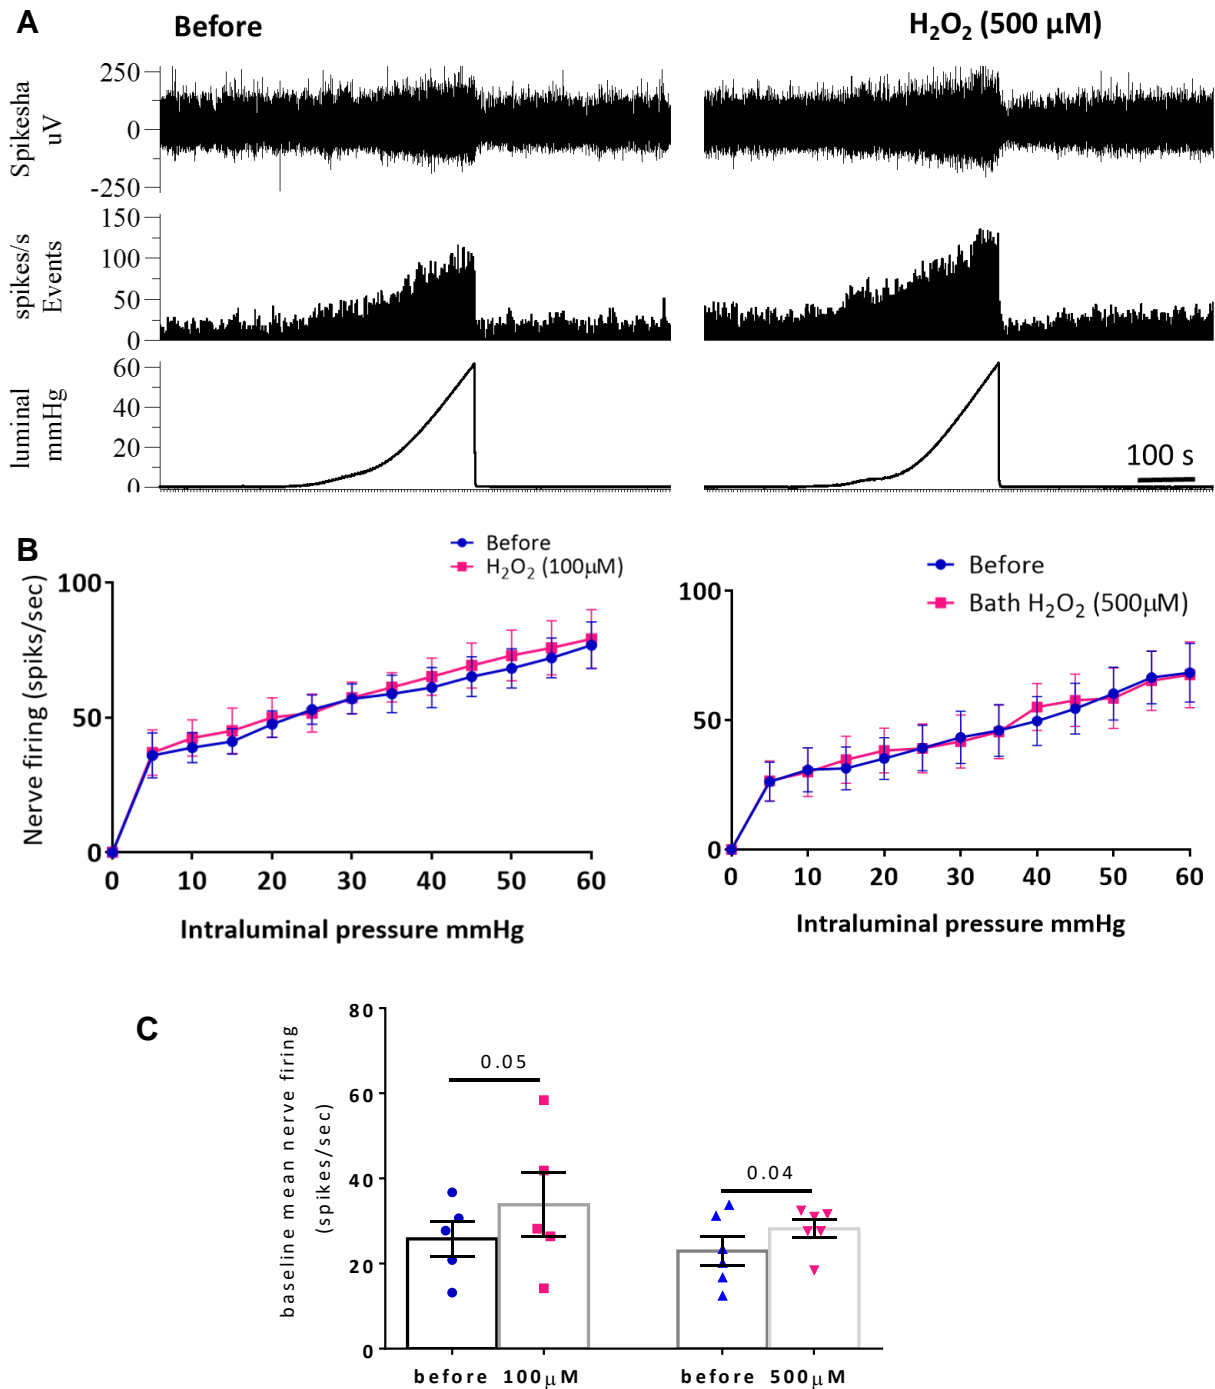 A
Before
H₂O₂ (500 µM)
Spikesha
uV
250
0
-250
spikes/s
Events
150
100
50
0
luminal
mmHg
60
40
20
0
100 s
B
Before
H₂O₂ (100µM)
Nerve firing (spiks/sec)
100
50
0
0 10 20 30 40 50 60
Intraluminal pressure mmHg
Before
Bath H₂O₂ (500µM)
100
50
0
0 10 20 30 40 50 60
Intraluminal pressure mmHg
C
baseline mean nerve firing
(spikes/sec)
80
60
40
20
0
0.05
0.04
before 100µM before 500µM